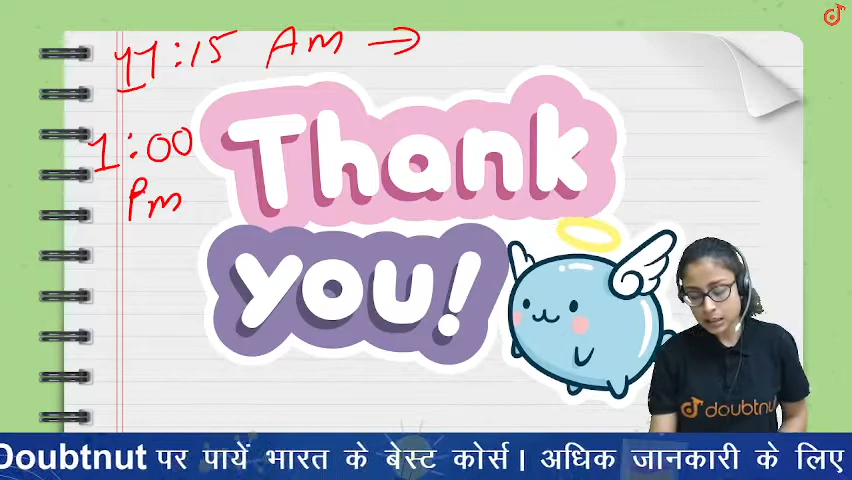 11:15 Am →
1:00
Pm
Thank
you!
doubtnut
Doubtnut पर पायें भारत के बेस्ट कोर्स। अधिक जानकारी के लिए